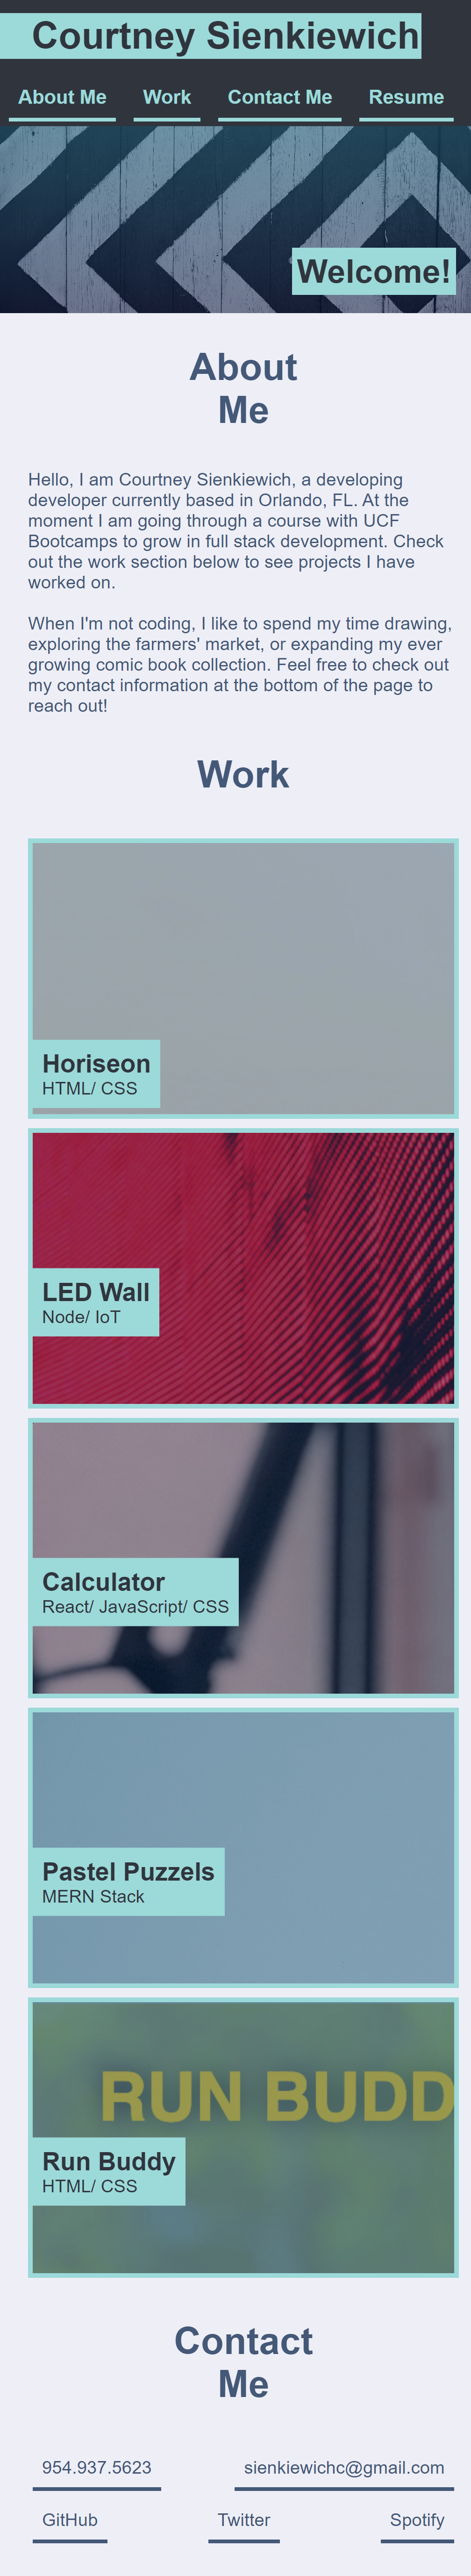 Courtney Sienkiewich
About Me Work Contact Me Resume
Welcome!
About
Me
Hello, I am Courtney Sienkiewich, a developing
developer currently based in Orlando, FL. At the
moment I am going through a course with UCF
Bootcamps to grow in full stack development. Check
out the work section below to see projects I have
worked on.
When I'm not coding, I like to spend my time drawing,
exploring the farmers' market, or expanding my ever
growing comic book collection. Feel free to check out
my contact information at the bottom of the page to
reach out!
Work
Horiseon
HTML/ CSS
LED Wall
Node/ IoT
Calculator
React/ JavaScript/ CSS
Pastel Puzzels
MERN Stack
RUN BUDD
Run Buddy
HTML/ CSS
Contact
Me
954.937.5623 sienkiewichc@gmail.com
GitHub Twitter Spotify